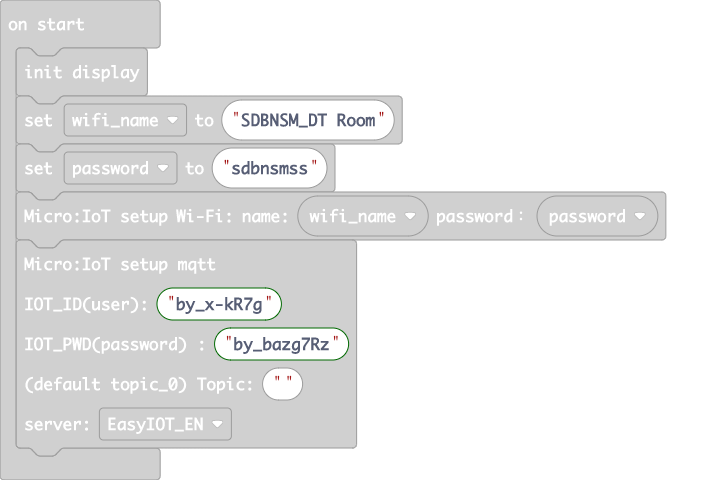 on start
init display
set wifi_name to "SDBNSM_DT Room"
set password to "sdbnsmss"
Micro:IoT setup Wi-Fi: name: wifi_name password: password
Micro:IoT setup mqtt
IOT_ID(user): "by_x-kR7g"
IOT_PWD(password) : "by_bazg7Rz"
(default topic_0) Topic: " "
server: EasyIOT_EN